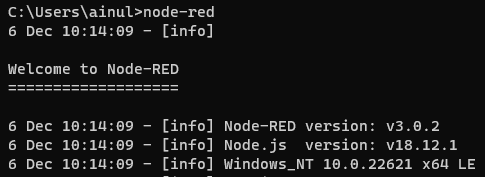 C:\Users\ainul>node-red
6 Dec 10:14:09 - [info]
Welcome to Node-RED
===================
6 Dec 10:14:09 - [info] Node-RED version: v3.0.2
6 Dec 10:14:09 - [info] Node.js  version: v18.12.1
6 Dec 10:14:09 - [info] Windows_NT 10.0.22621 x64 LE